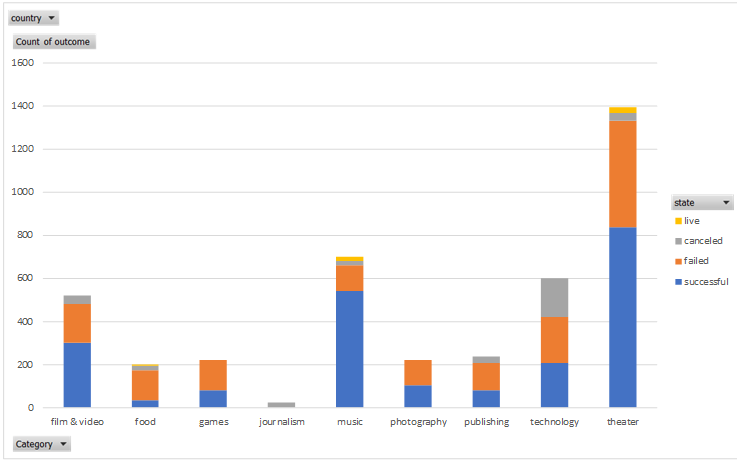 country
Count of outcome
1600
1400
1200
1000
800
600
400
200
0
film & video food games journalism music photography publishing technology theater
state
live
canceled
failed
successful
Category